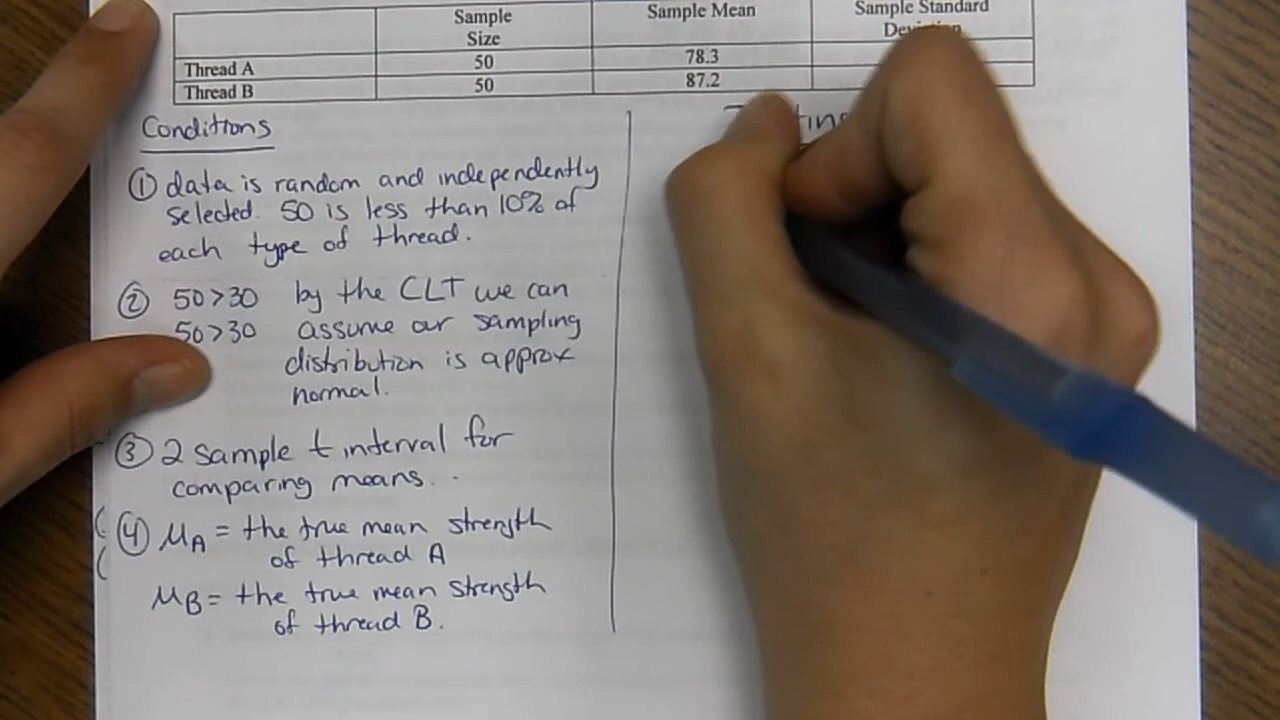 Sample Size
Sample Mean
Sample Standard
Thread A 50 78.3
Thread B 50 87.2
Conditions
① data is random and independently
selected. 50 is less than 10% of
each type of thread.
② 50>30 by the CLT we can
50>30 assume our sampling
distribution is approx
normal.
③ 2 sample t interval for
comparing means.
④ μA = the true mean strength
of thread A
μB = the true mean strength
of thread B.